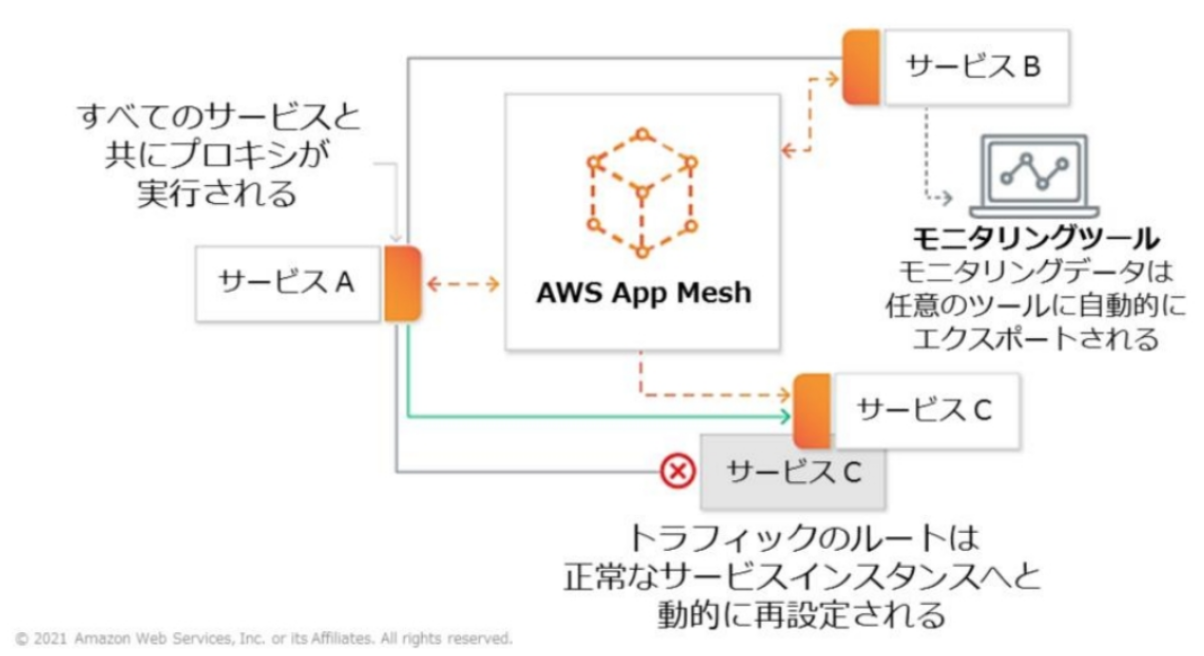 すべてのサービスと
共にプロキシが
実行される
サービス A
AWS App Mesh
サービス B
モニタリングツール
モニタリングデータは
任意のツールに自動的に
エクスポートされる
サービス C
サービス C
トラフィックのルートは
正常なサービスインスタンスへと
動的に再設定される
© 2021 Amazon Web Services, Inc. or its Affiliates. All rights reserved.